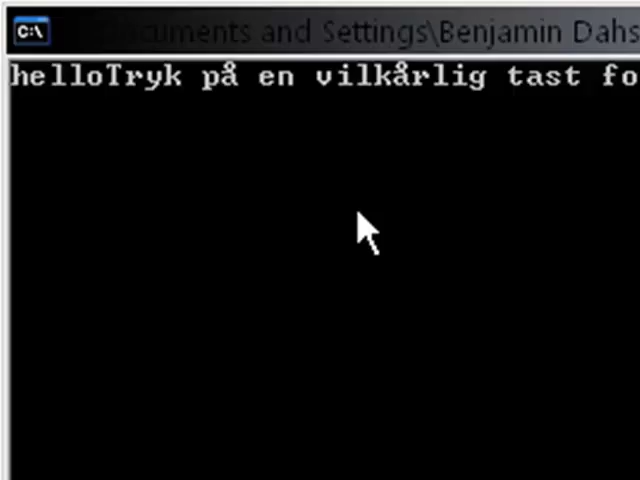 C:\ Documents and Settings\Benjamin Dahs
helloTryk på en vilkårlig tast fo